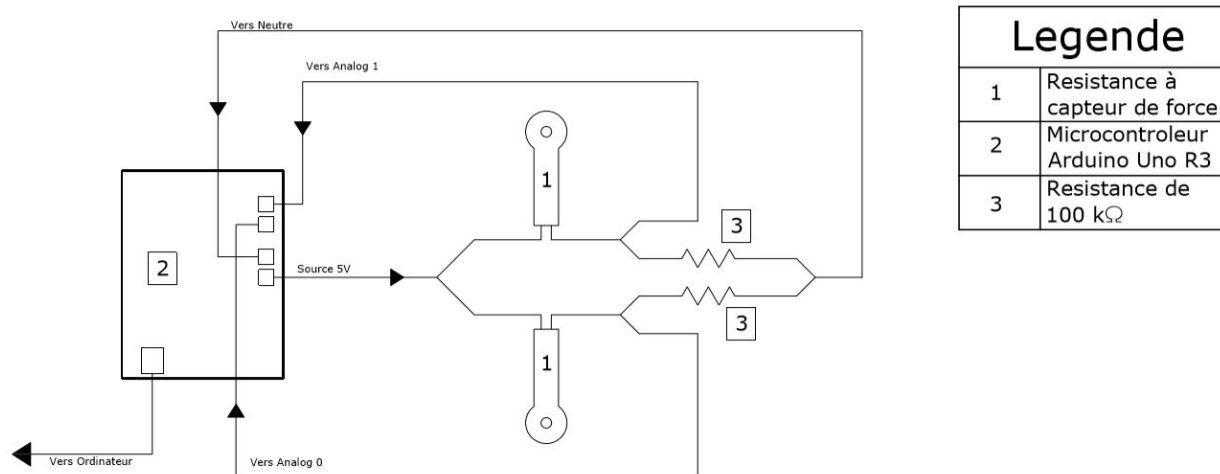 Vers Neutre
Vers Analog 1
1
3
2
Source 5V
3
1
Vers Ordinateur
Vers Analog 0
Legende
1
Resistance à
capteur de force
2
Microcontroleur
Arduino Uno R3
3
Resistance de
100 kΩ